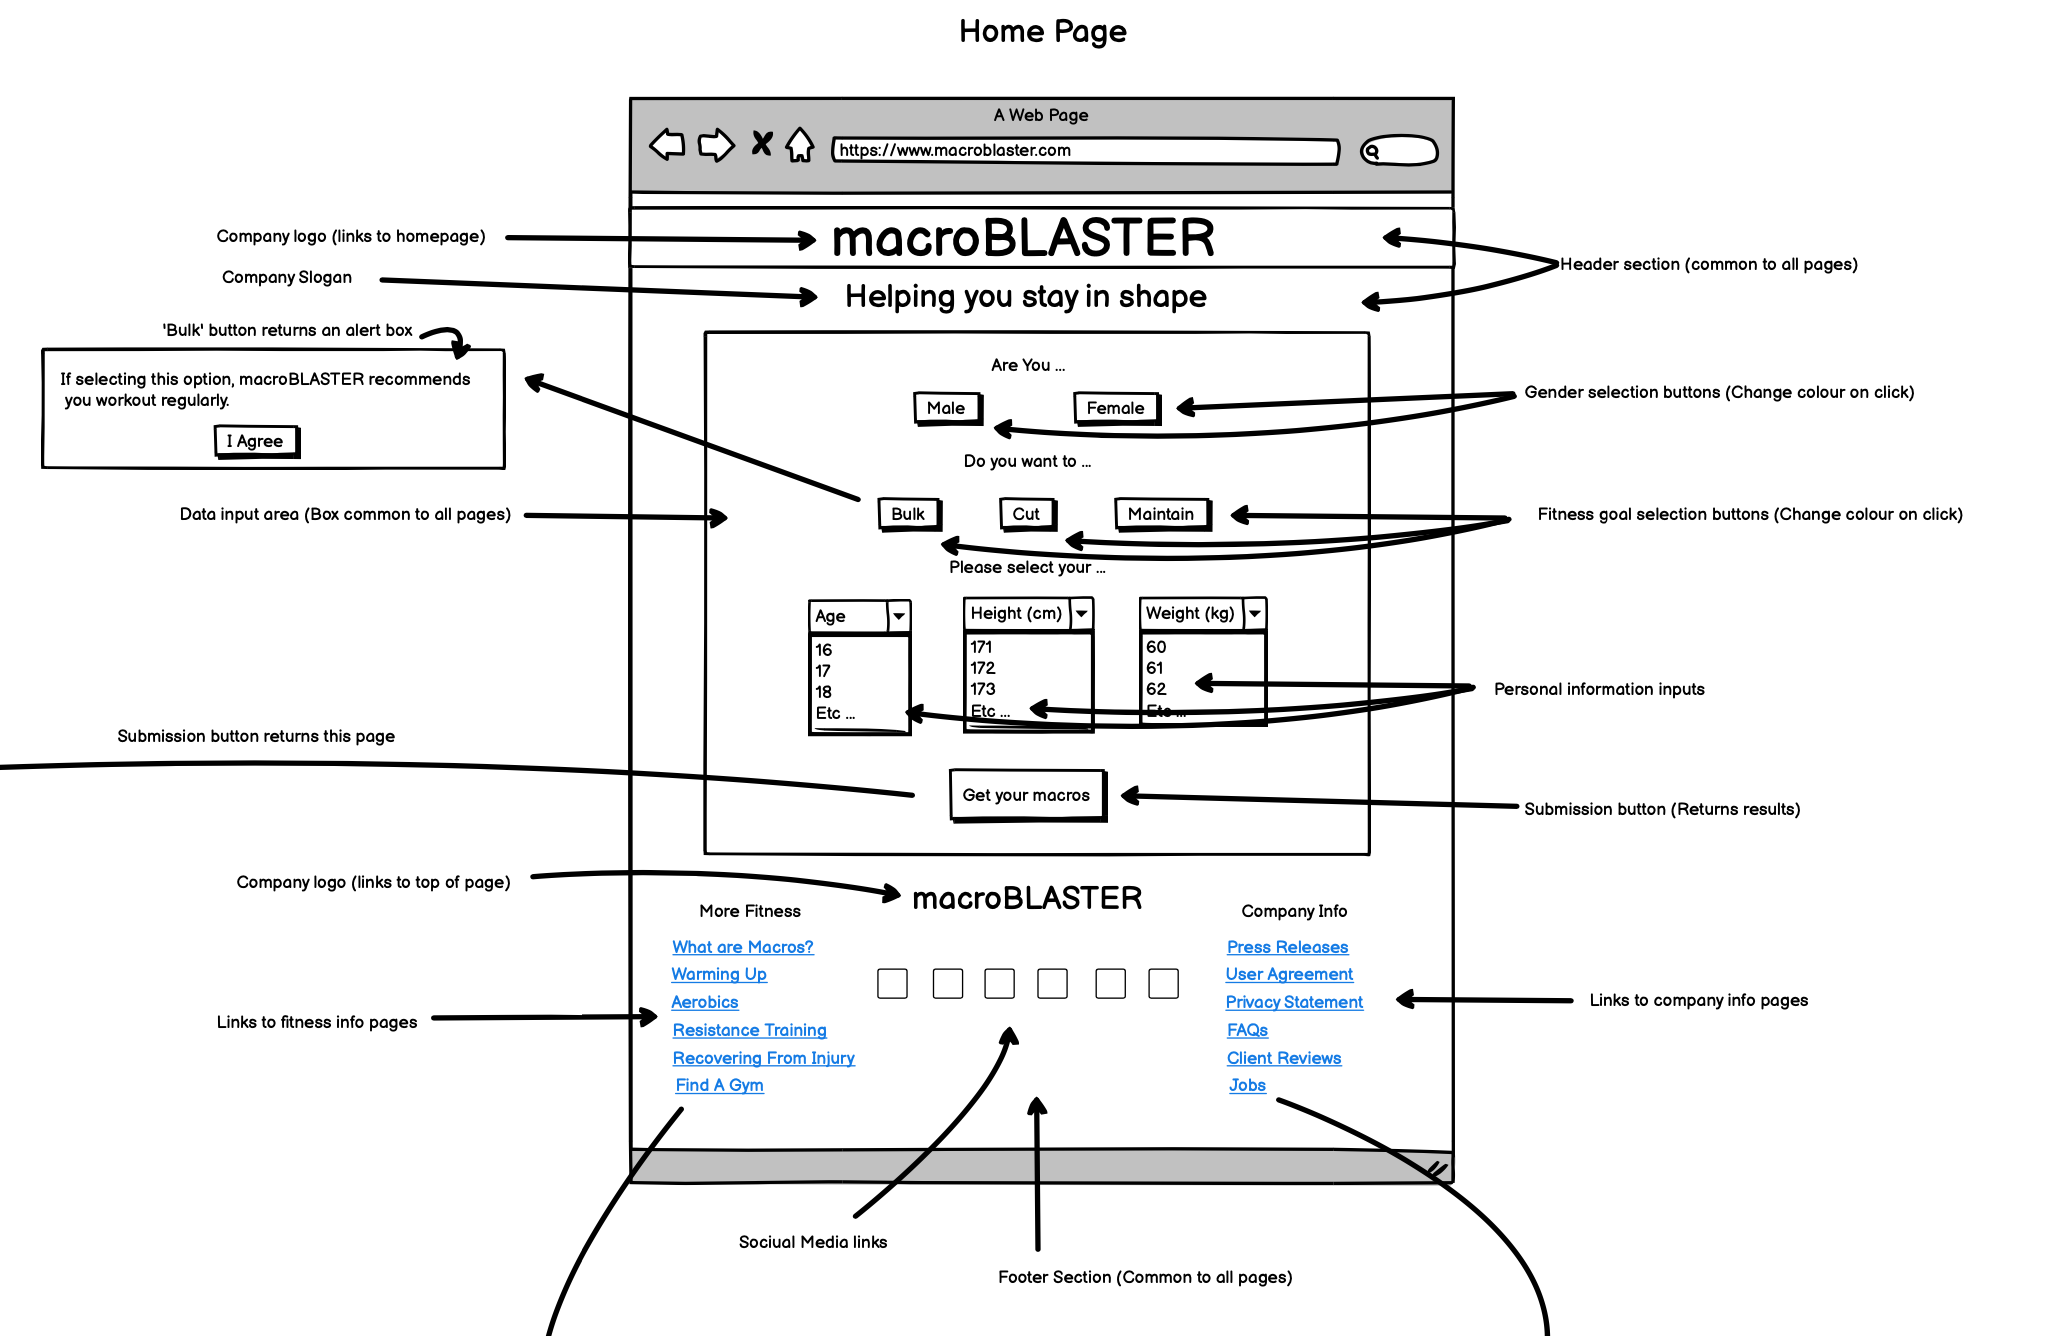 Home Page
A Web Page
https://www.macroblaster.com
macroBLASTER
Company logo (links to homepage)
Header section (common to all pages)
Company Slogan
Helping you stay in shape
'Bulk' button returns an alert box
If selecting this option, macroBLASTER recommends
you workout regularly.
I Agree
Are You ...
Male
Female
Gender selection buttons (Change colour on click)
Do you want to ...
Data input area (Box common to all pages)
Bulk
Cut
Maintain
Fitness goal selection buttons (Change colour on click)
Please select your ...
Age
16
17
18
Etc ...
Height (cm)
171
172
173
Etc ...
Weight (kg)
60
61
62
Etc ...
Personal information inputs
Submission button returns this page
Get your macros
Submission button (Returns results)
Company logo (links to top of page)
macroBLASTER
More Fitness
What are Macros?
Warming Up
Aerobics
Resistance Training
Recovering From Injury
Find A Gym
Links to fitness info pages
Company Info
Press Releases
User Agreement
Privacy Statement
FAQs
Client Reviews
Jobs
Links to company info pages
Sociual Media links
Footer Section (Common to all pages)